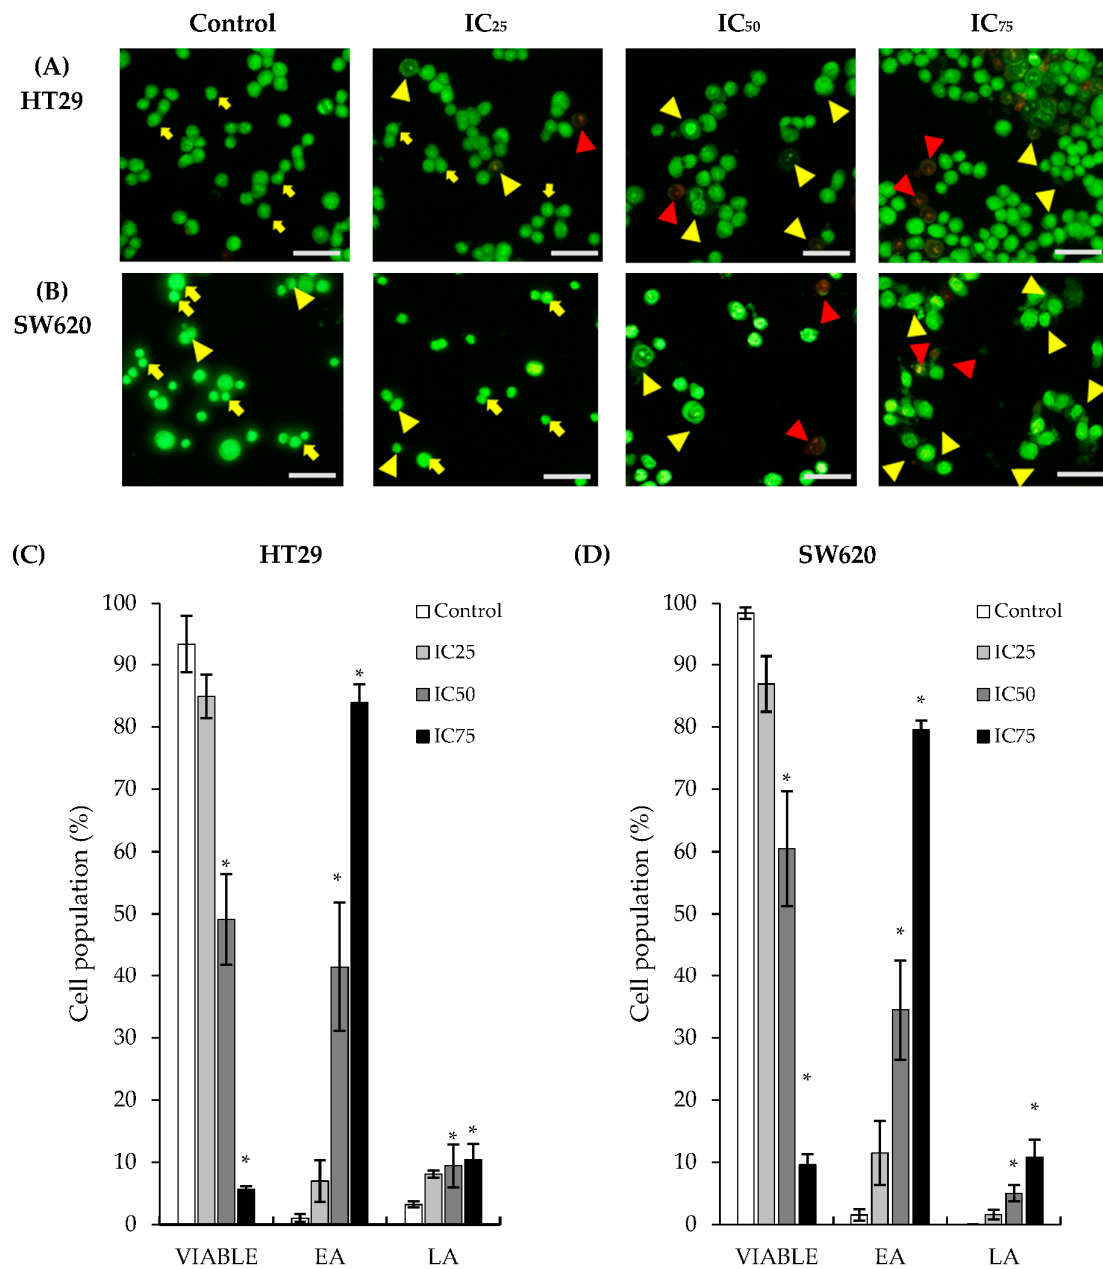 Control IC25 IC50 IC75
(A)
HT29
(B)
SW620
(C) HT29
100
90
80
70
60
50
40
30
20
10
0
Cell population (%)
Control
IC25
IC50
IC75
* * * * * *
VIABLE EA LA
(D) SW620
100
90
80
70
60
50
40
30
20
10
0
Cell population (%)
Control
IC25
IC50
IC75
* * * * * *
VIABLE EA LA